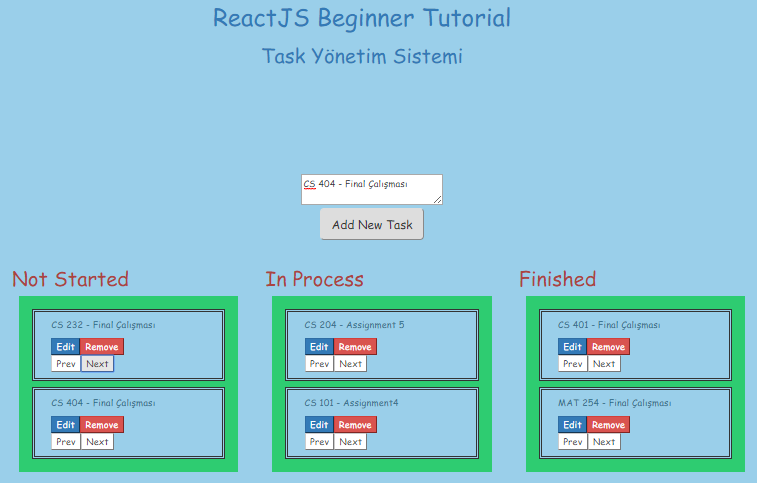 ReactJS Beginner Tutorial
Task Yönetim Sistemi
CS 404 - Final Çalışması
Add New Task
Not Started
CS 232 - Final Çalışması
Edit Remove
Prev Next
CS 404 - Final Çalışması
Edit Remove
Prev Next
In Process
CS 204 - Assignment 5
Edit Remove
Prev Next
CS 101 - Assignment4
Edit Remove
Prev Next
Finished
CS 401 - Final Çalışması
Edit Remove
Prev Next
MAT 254 - Final Çalışması
Edit Remove
Prev Next